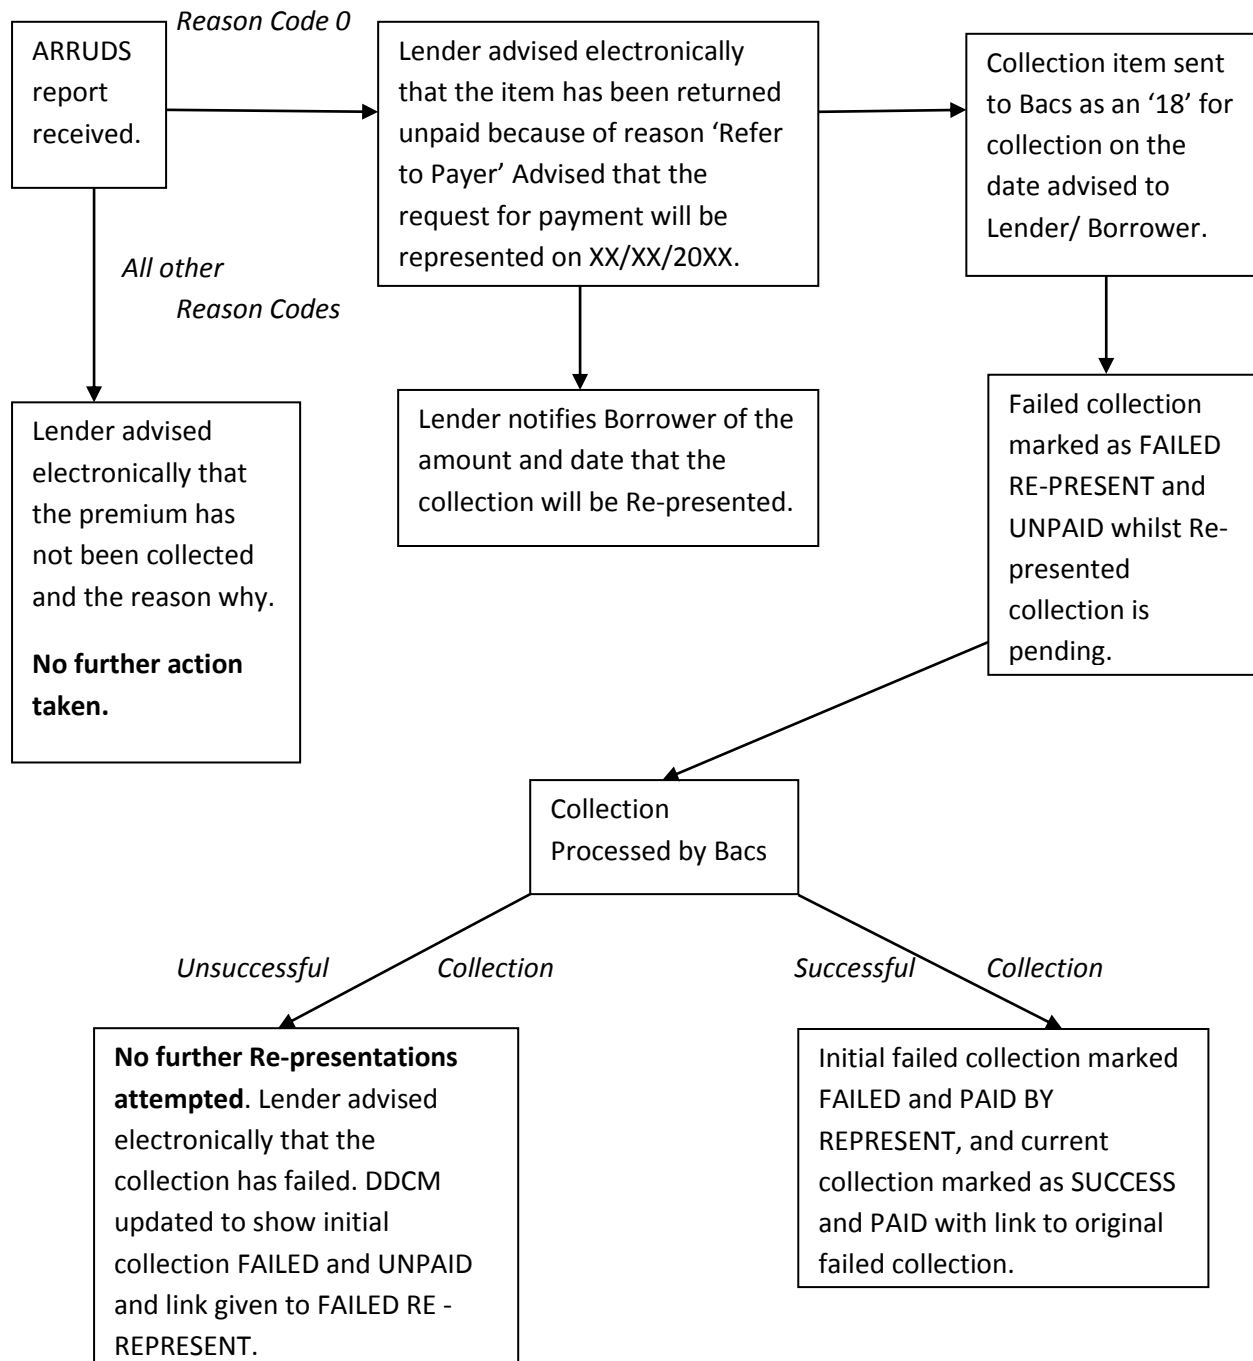 Reason Code 0
ARRUDS
report
received.
Lender advised electronically
that the item has been returned
unpaid because of reason ‘Refer
to Payer’ Advised that the
request for payment will be
represented on XX/XX/20XX.
Collection item sent
to Bacs as an ‘18’ for
collection on the
date advised to
Lender/ Borrower.
All other
Reason Codes
Lender advised
electronically that
the premium has
not been collected
and the reason why.
No further action
taken.
Lender notifies Borrower of the
amount and date that the
collection will be Re-presented.
Failed collection
marked as FAILED
RE-PRESENT and
UNPAID whilst Re-
presented
collection is
pending.
Collection
Processed by Bacs
Unsuccessful Collection
Successful Collection
No further Re-presentations
attempted. Lender advised
electronically that the
collection has failed. DDCM
updated to show initial
collection FAILED and UNPAID
and link given to FAILED RE -
REPRESENT.
Initial failed collection marked
FAILED and PAID BY
REPRESENT, and current
collection marked as SUCCESS
and PAID with link to original
failed collection.